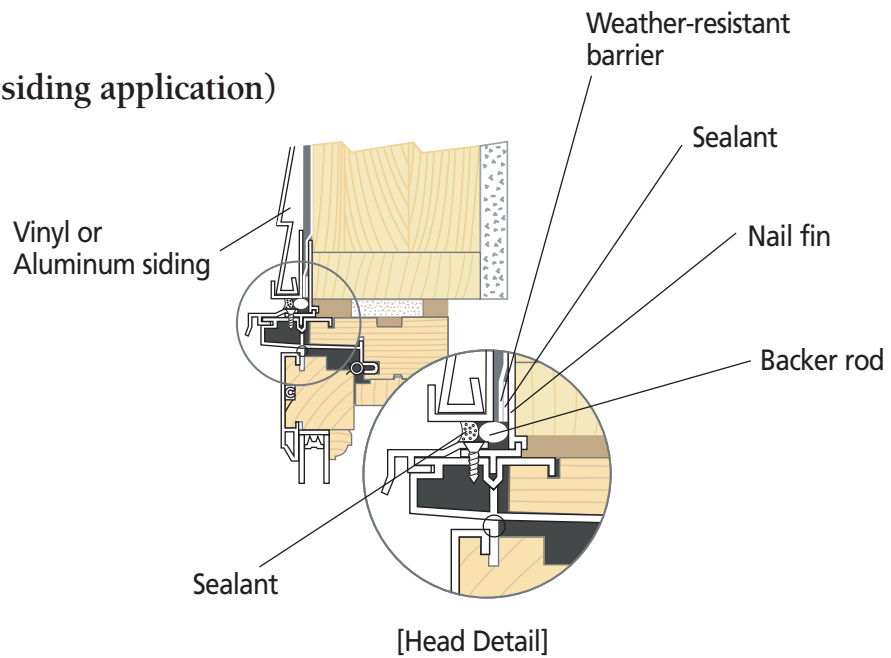 siding application)
Weather-resistant
barrier
Sealant
Vinyl or
Aluminum siding
Nail fin
Backer rod
Sealant
[Head Detail]